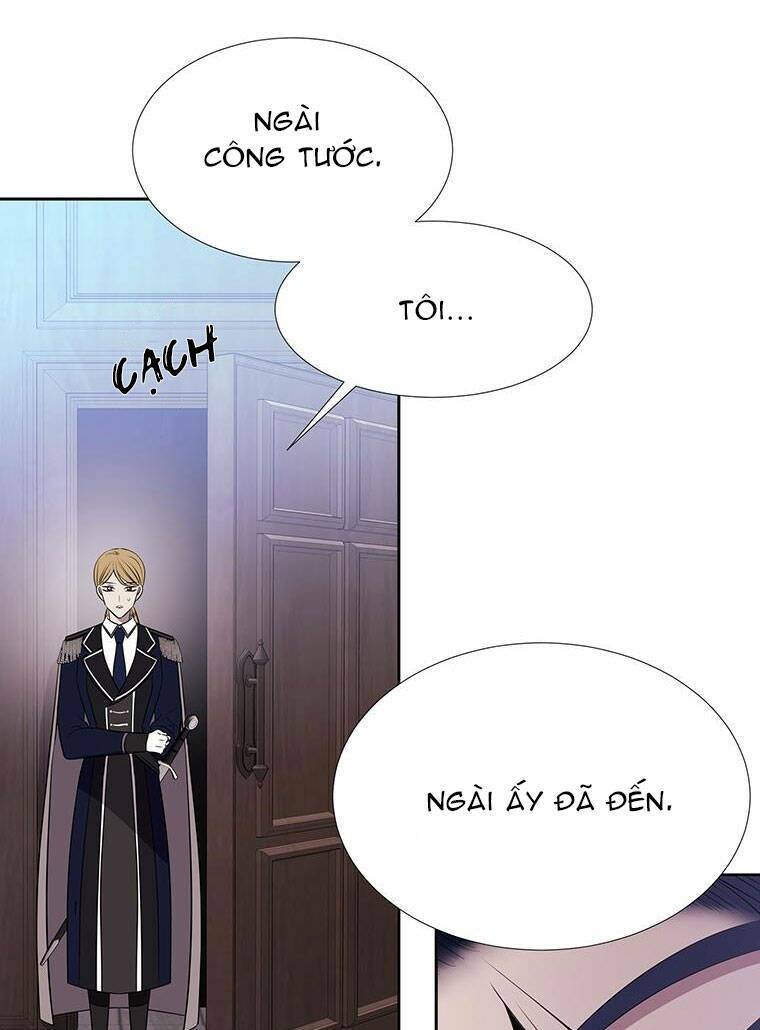 NGÀI
CÔNG TƯỚC.
TÔI...
CẠCH
NGÀI ẤY ĐÃ ĐẾN.